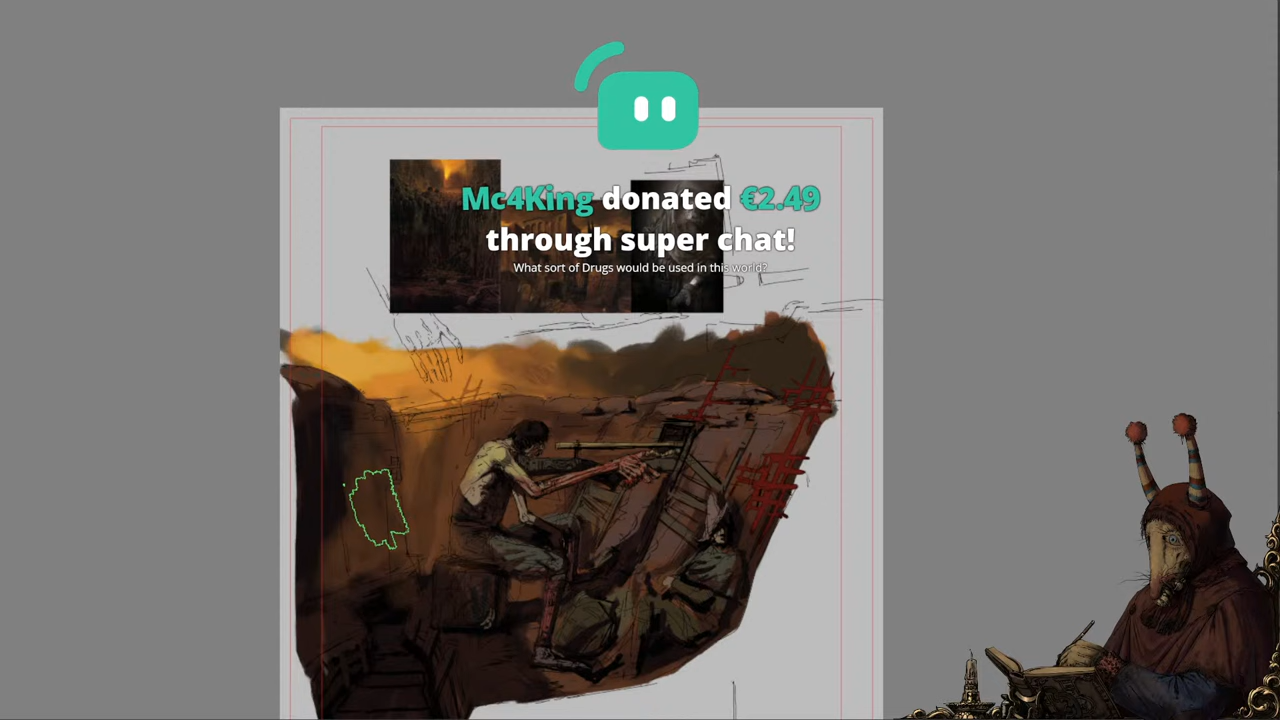 Mc4King donated €2.49
through super chat!
What sort of Drugs would be used in this world?